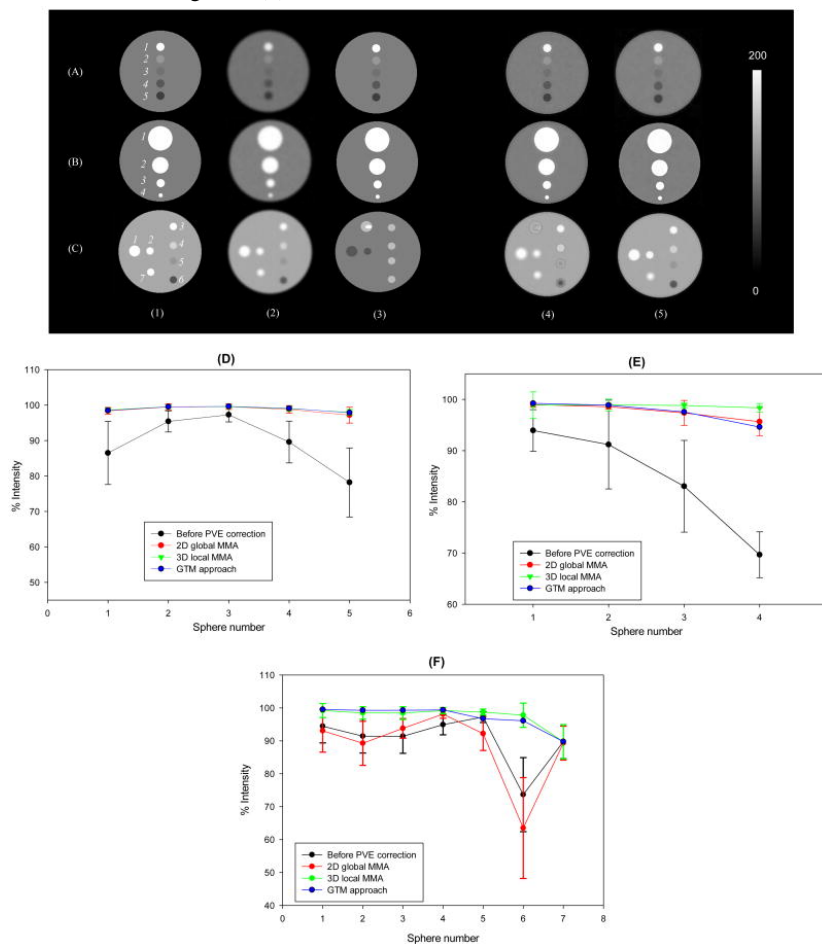 (A)
1
2
3
4
5
(B)
1
2
3
4
(C)
1 2
3
4
5
7 6
(1) (2) (3) (4) (5)
200
0
(D)
% Intensity
110
100
90
80
70
60
50
Before PVE correction
2D global MMA
3D local MMA
GTM approach
0 1 2 3 4 5 6
Sphere number
(E)
% Intensity
100
90
80
70
60
Before PVE correction
2D global MMA
3D local MMA
GTM approach
0 1 2 3 4
Sphere number
(F)
% Intensity
110
100
90
80
70
60
50
40
Before PVE correction
2D global MMA
3D local MMA
GTM approach
0 1 2 3 4 5 6 7 8
Sphere number